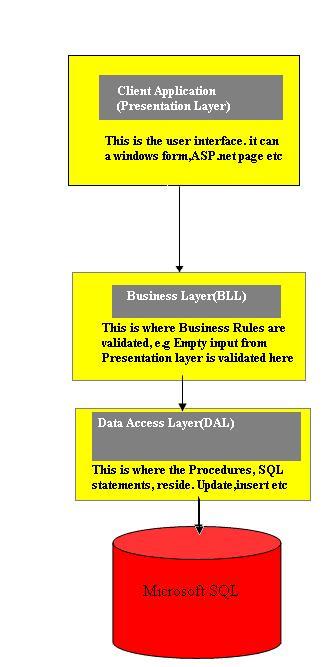 Client Application
(Presentation Layer)
This is the user interface. it can
a windows form,ASP.net page etc
Business Layer(BLL)
This is where Business Rules are
validated, e.g Empty input from
Presentation layer is validated here
Data Access Layer(DAL)
This is where the Procedures, SQL
statements, reside. Update,insert etc
Microsoft SQL